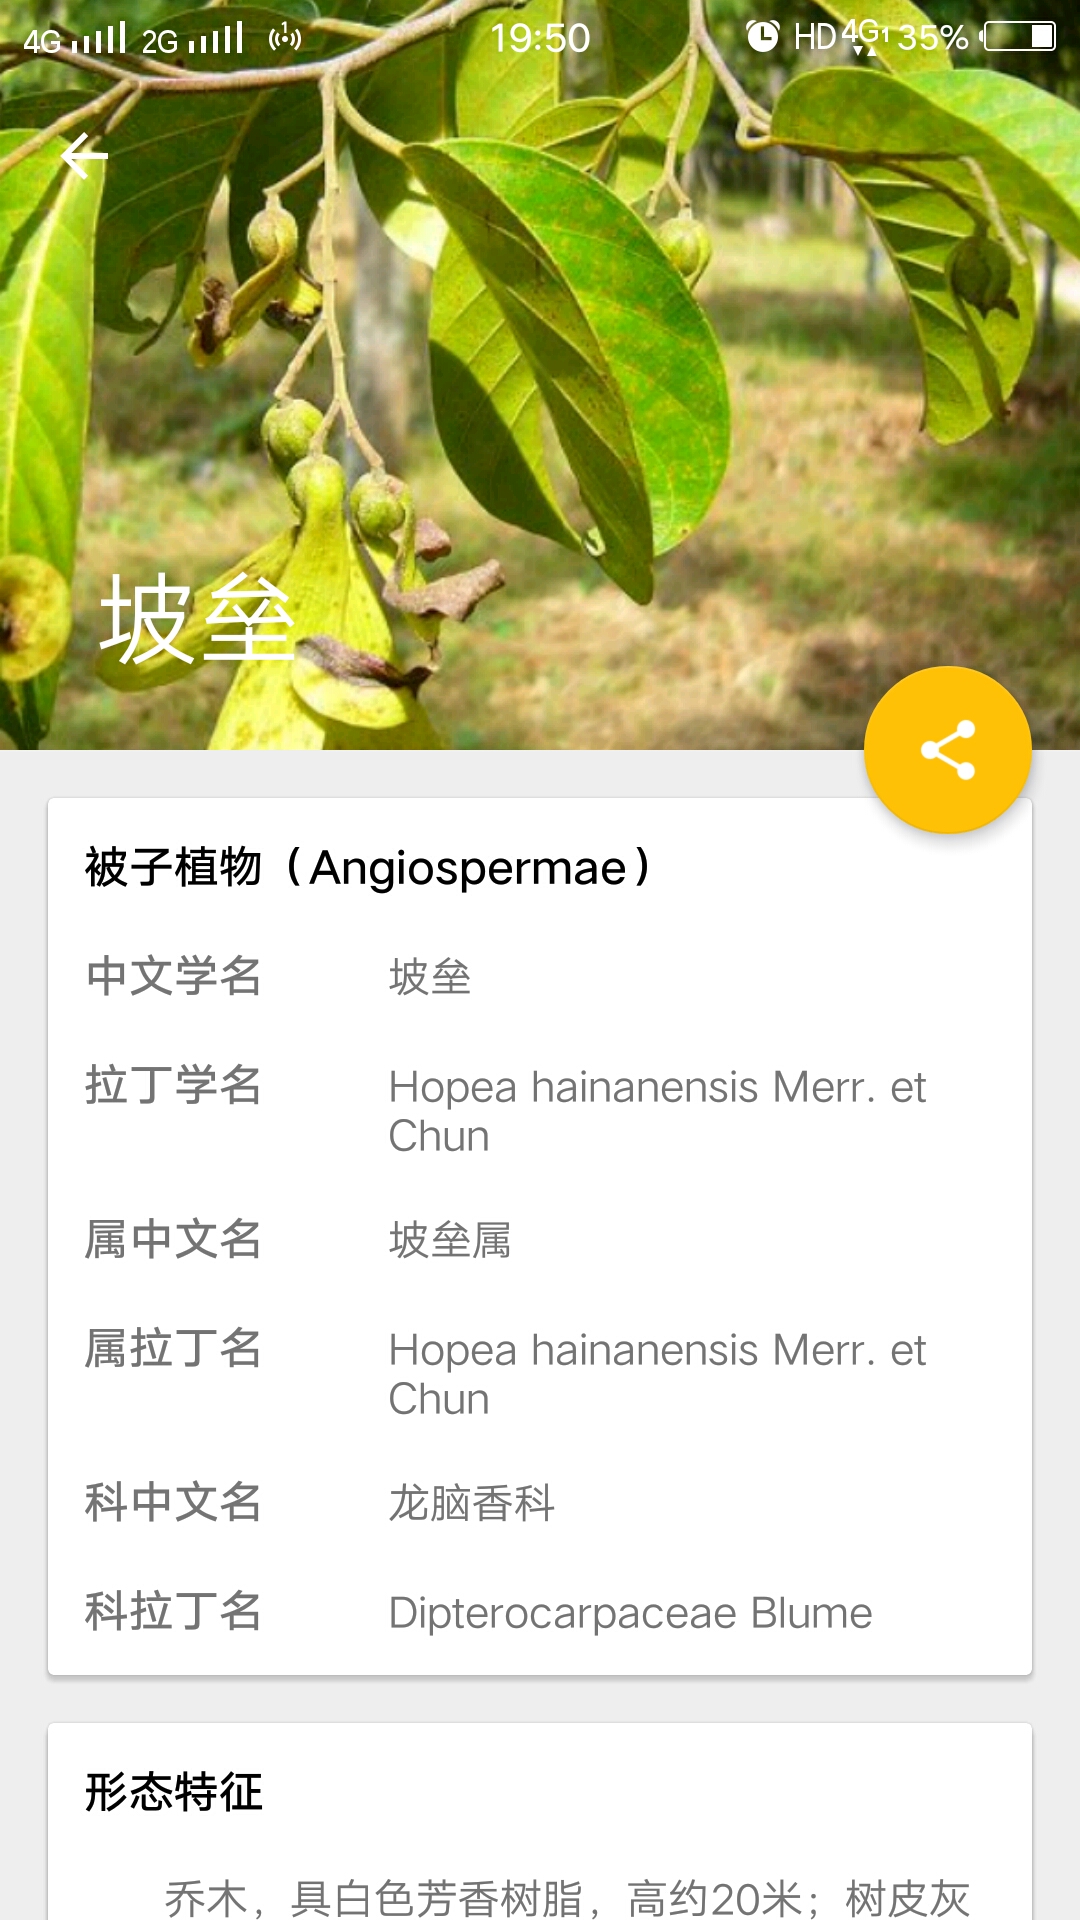 4G 2G 19:50 HD 4G1 35%
坡垒
被子植物（Angiospermae）
中文学名 坡垒
拉丁学名 Hopea hainanensis Merr. et
Chun
属中文名 坡垒属
属拉丁名 Hopea hainanensis Merr. et
Chun
科中文名 龙脑香科
科拉丁名 Dipterocarpaceae Blume
形态特征
乔木，具白色芳香树脂，高约20米；树皮灰